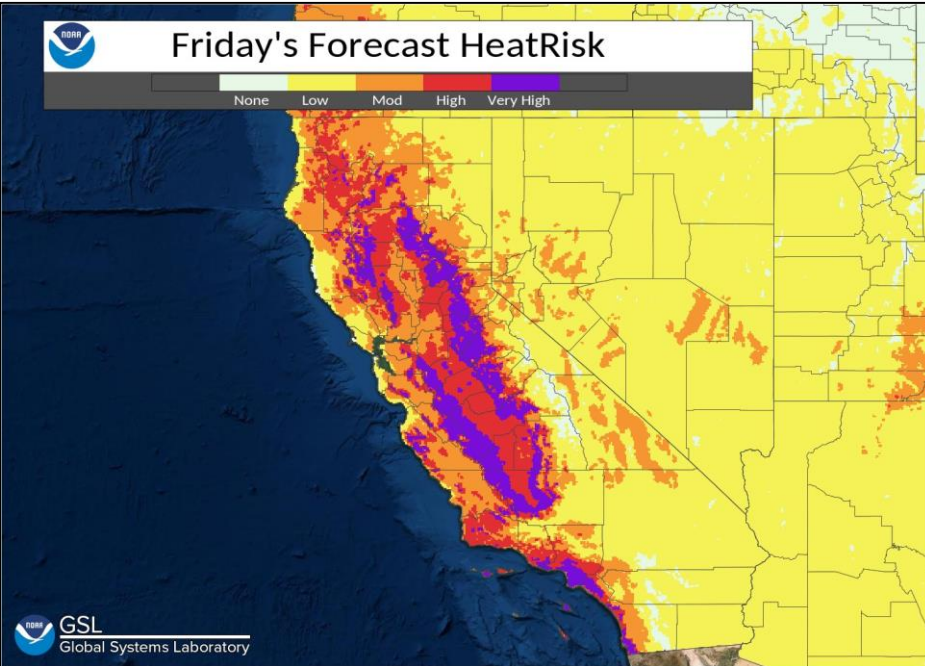 NOAA
Friday's Forecast HeatRisk
None Low Mod High Very High
NOAA
GSL
Global Systems Laboratory